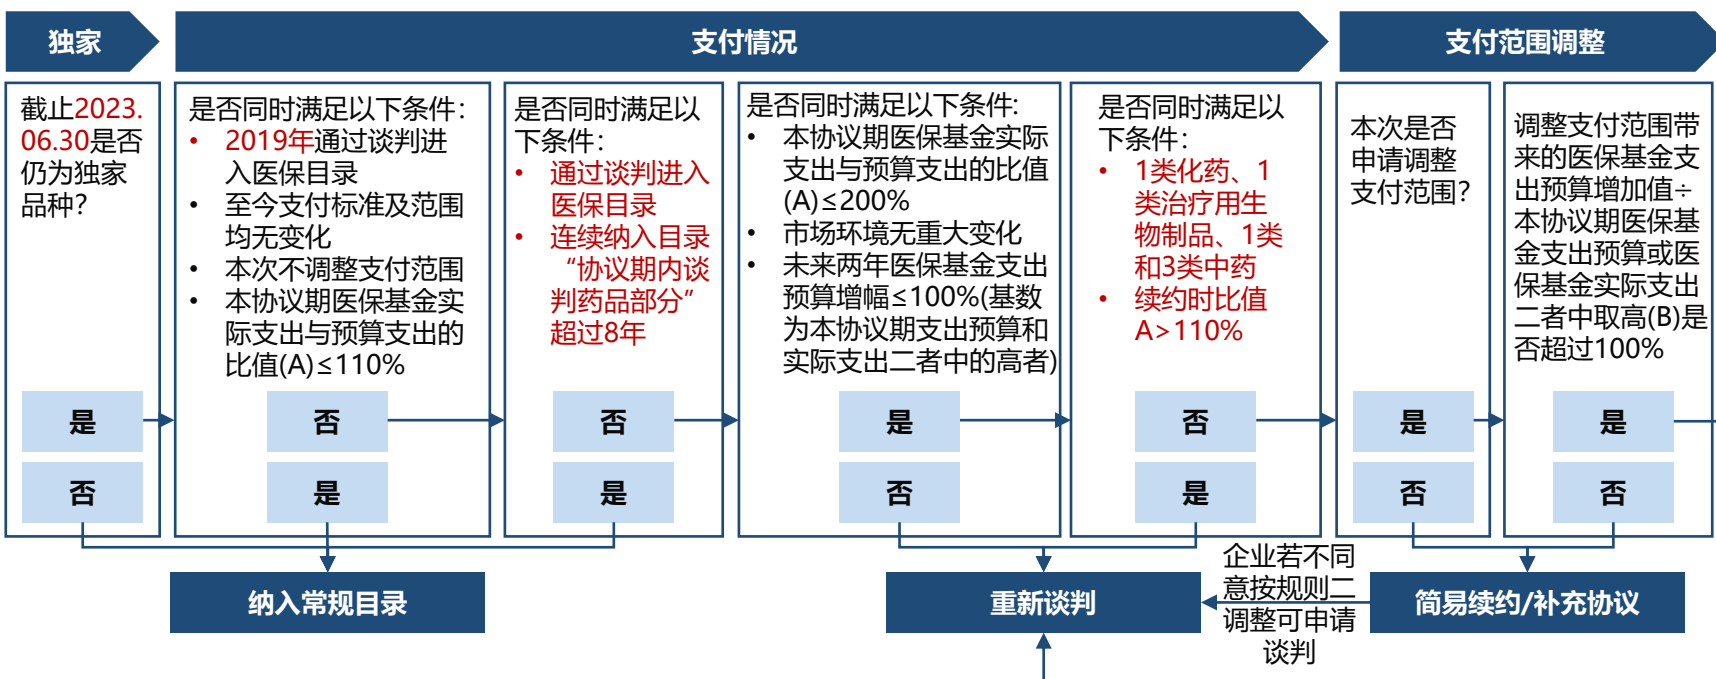 独家
支付情况
支付范围调整
截止2023.
06.30是否
仍为独家
品种?
是否同时满足以下条件:
• 2019年通过谈判进
入医保目录
• 至今支付标准及范围
均无变化
• 本次不调整支付范围
• 本协议期医保基金实
际支出与预算支出的
比值(A)≤110%
是否同时满足以
下条件:
• 通过谈判进入
医保目录
• 连续纳入目录
“协议期内谈
判药品部分”
超过8年
是否同时满足以下条件:
• 本协议期医保基金实际
支出与预算支出的比值
(A)≤200%
• 市场环境无重大变化
• 未来两年医保基金支出
预算增幅≤100%(基数
为本协议期支出预算和
实际支出二者中的高者)
是否同时满足以
下条件:
• 1类化药、1
类治疗用生
物制品、1类
和3类中药
• 续约时比值
A>110%
本次是否
申请调整
支付范围?
调整支付范围带
来的医保基金支
出预算增加值÷
本协议期医保基
金支出预算或医
保基金实际支出
二者中取高(B)是
否超过100%
是
否
否
是
否
是
是
否
否
是
是
否
是
否
纳入常规目录
重新谈判
企业若不同
意按规则二
调整可申请
谈判
简易续约/补充协议